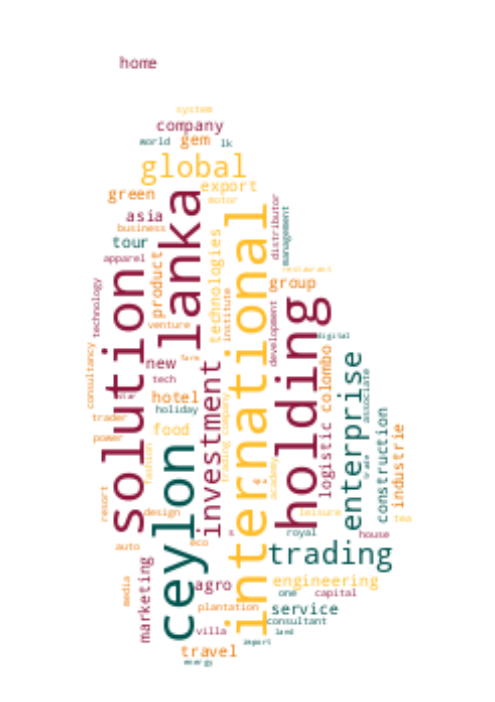 home
system
company
world
gem
lk
global
green
export
motor
lanka
asia
business
tour
distributor
management
apparel
product
technologies
international
restaurant
group
solution
technology
institute
holding
venture
development
digital
farm
new
tech
investment
colombo
enterprise
associate
consultancy
star
hotel
holiday
trader
food
power
ceylon
fashion
trading
company
academy
logistic
trade
construction
industrie
resort
design
leisure
tea
s
royal
house
auto
eco
trading
marketing
agro
engineering
media
plantation
one
capital
service
consultant
villa
land
import
travel
energy